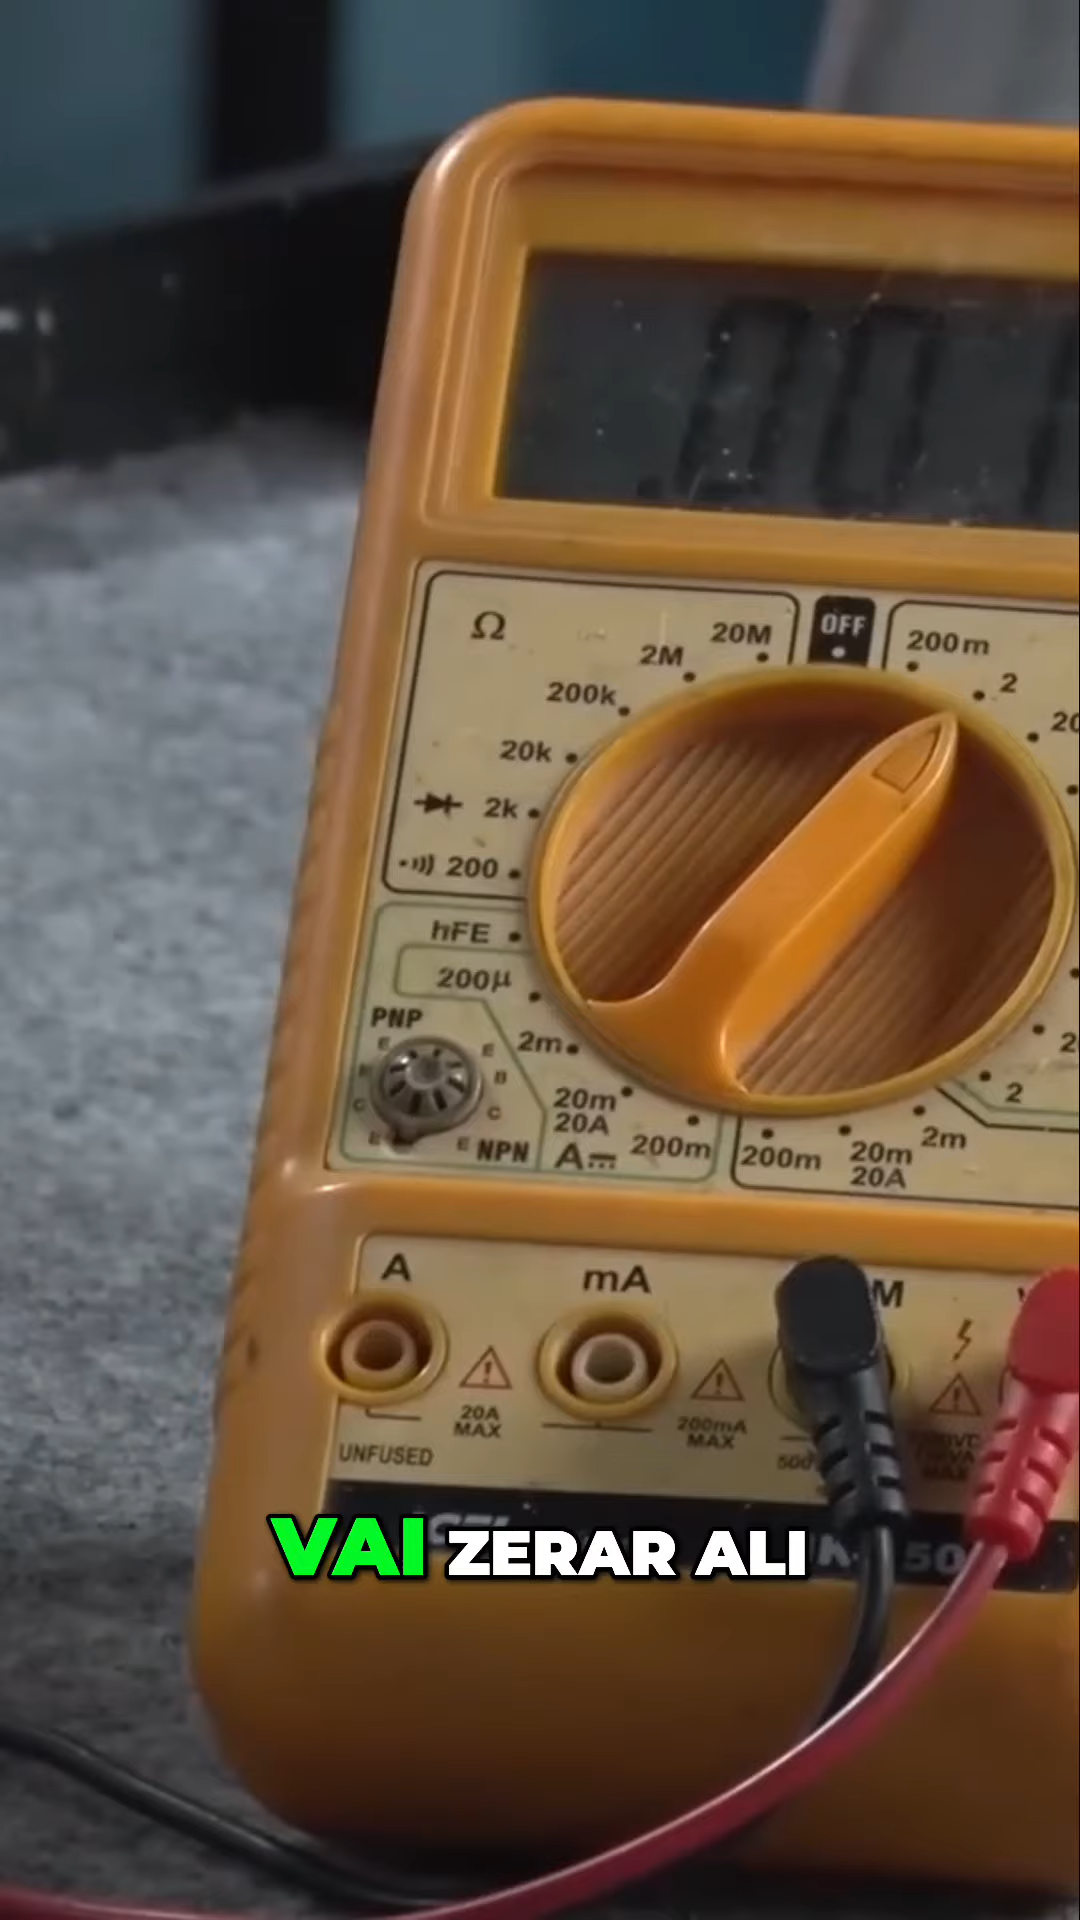 OFF
Ω
20M
2M
200k
20k
2k
200
200m
2
hFE
200µ
PNP
E
E
B
C
C
E
E
NPN
2m
20m
20A
A
200m
200m
20m
20A
2m
2
A
mA
20A
MAX
UNFUSED
200mA
MAX
VAI ZERAR ALI